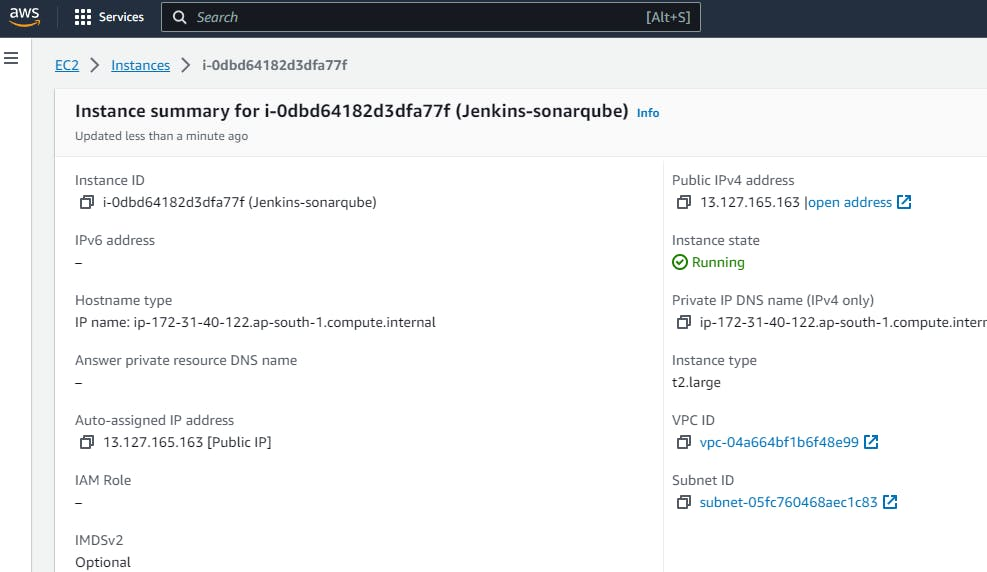 aws
Services
Search [Alt+S]
EC2 > Instances > i-0dbd64182d3dfa77f
Instance summary for i-0dbd64182d3dfa77f (Jenkins-sonarqube) Info
Updated less than a minute ago
Instance ID
i-0dbd64182d3dfa77f (Jenkins-sonarqube)
IPv6 address
–
Hostname type
IP name: ip-172-31-40-122.ap-south-1.compute.internal
Answer private resource DNS name
–
Auto-assigned IP address
13.127.165.163 [Public IP]
IAM Role
–
IMDSv2
Optional
Public IPv4 address
13.127.165.163 |open address
Instance state
Running
Private IP DNS name (IPv4 only)
ip-172-31-40-122.ap-south-1.compute.intern
Instance type
t2.large
VPC ID
vpc-04a664bf1b6f48e99
Subnet ID
subnet-05fc760468aec1c83